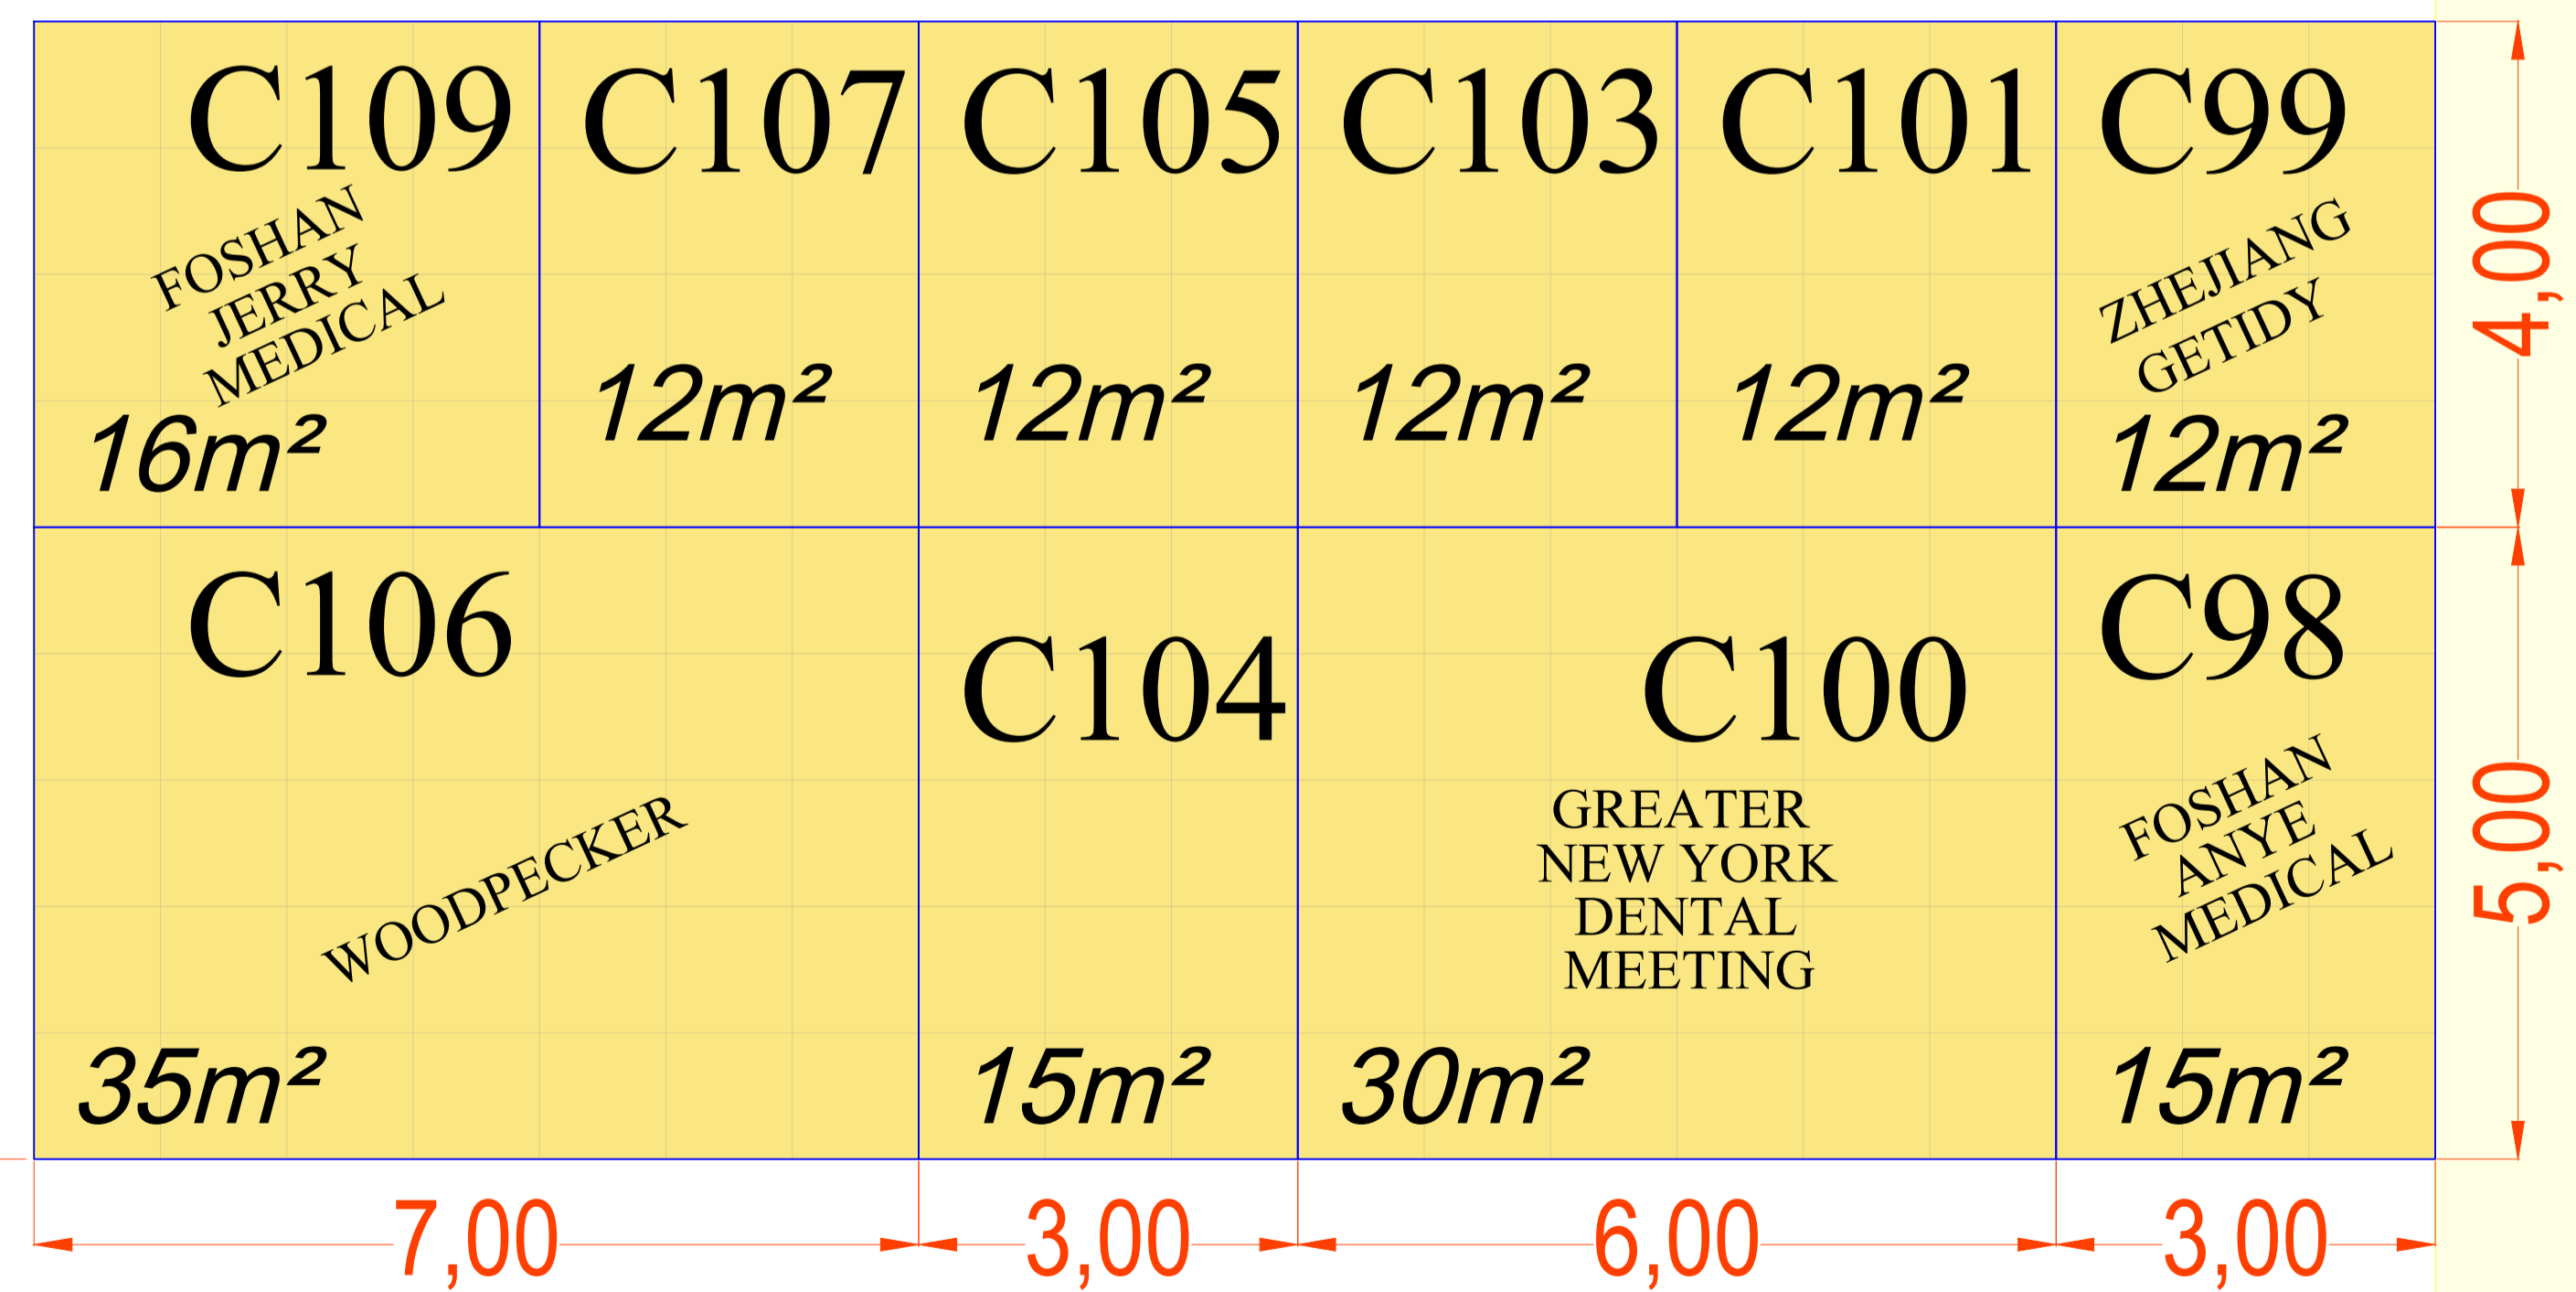 C109
FOSHAN
JERRY
MEDICAL
16m²
C107
12m²
C105
12m²
C103
12m²
C101
12m²
C99
ZHEJIANG
GETIDY
12m²
4,00
C106
WOODPECKER
35m²
C104
15m²
C100
GREATER
NEW YORK
DENTAL
MEETING
30m²
C98
FOSHAN
ANYE
MEDICAL
15m²
5,00
7,00
3,00
6,00
3,00